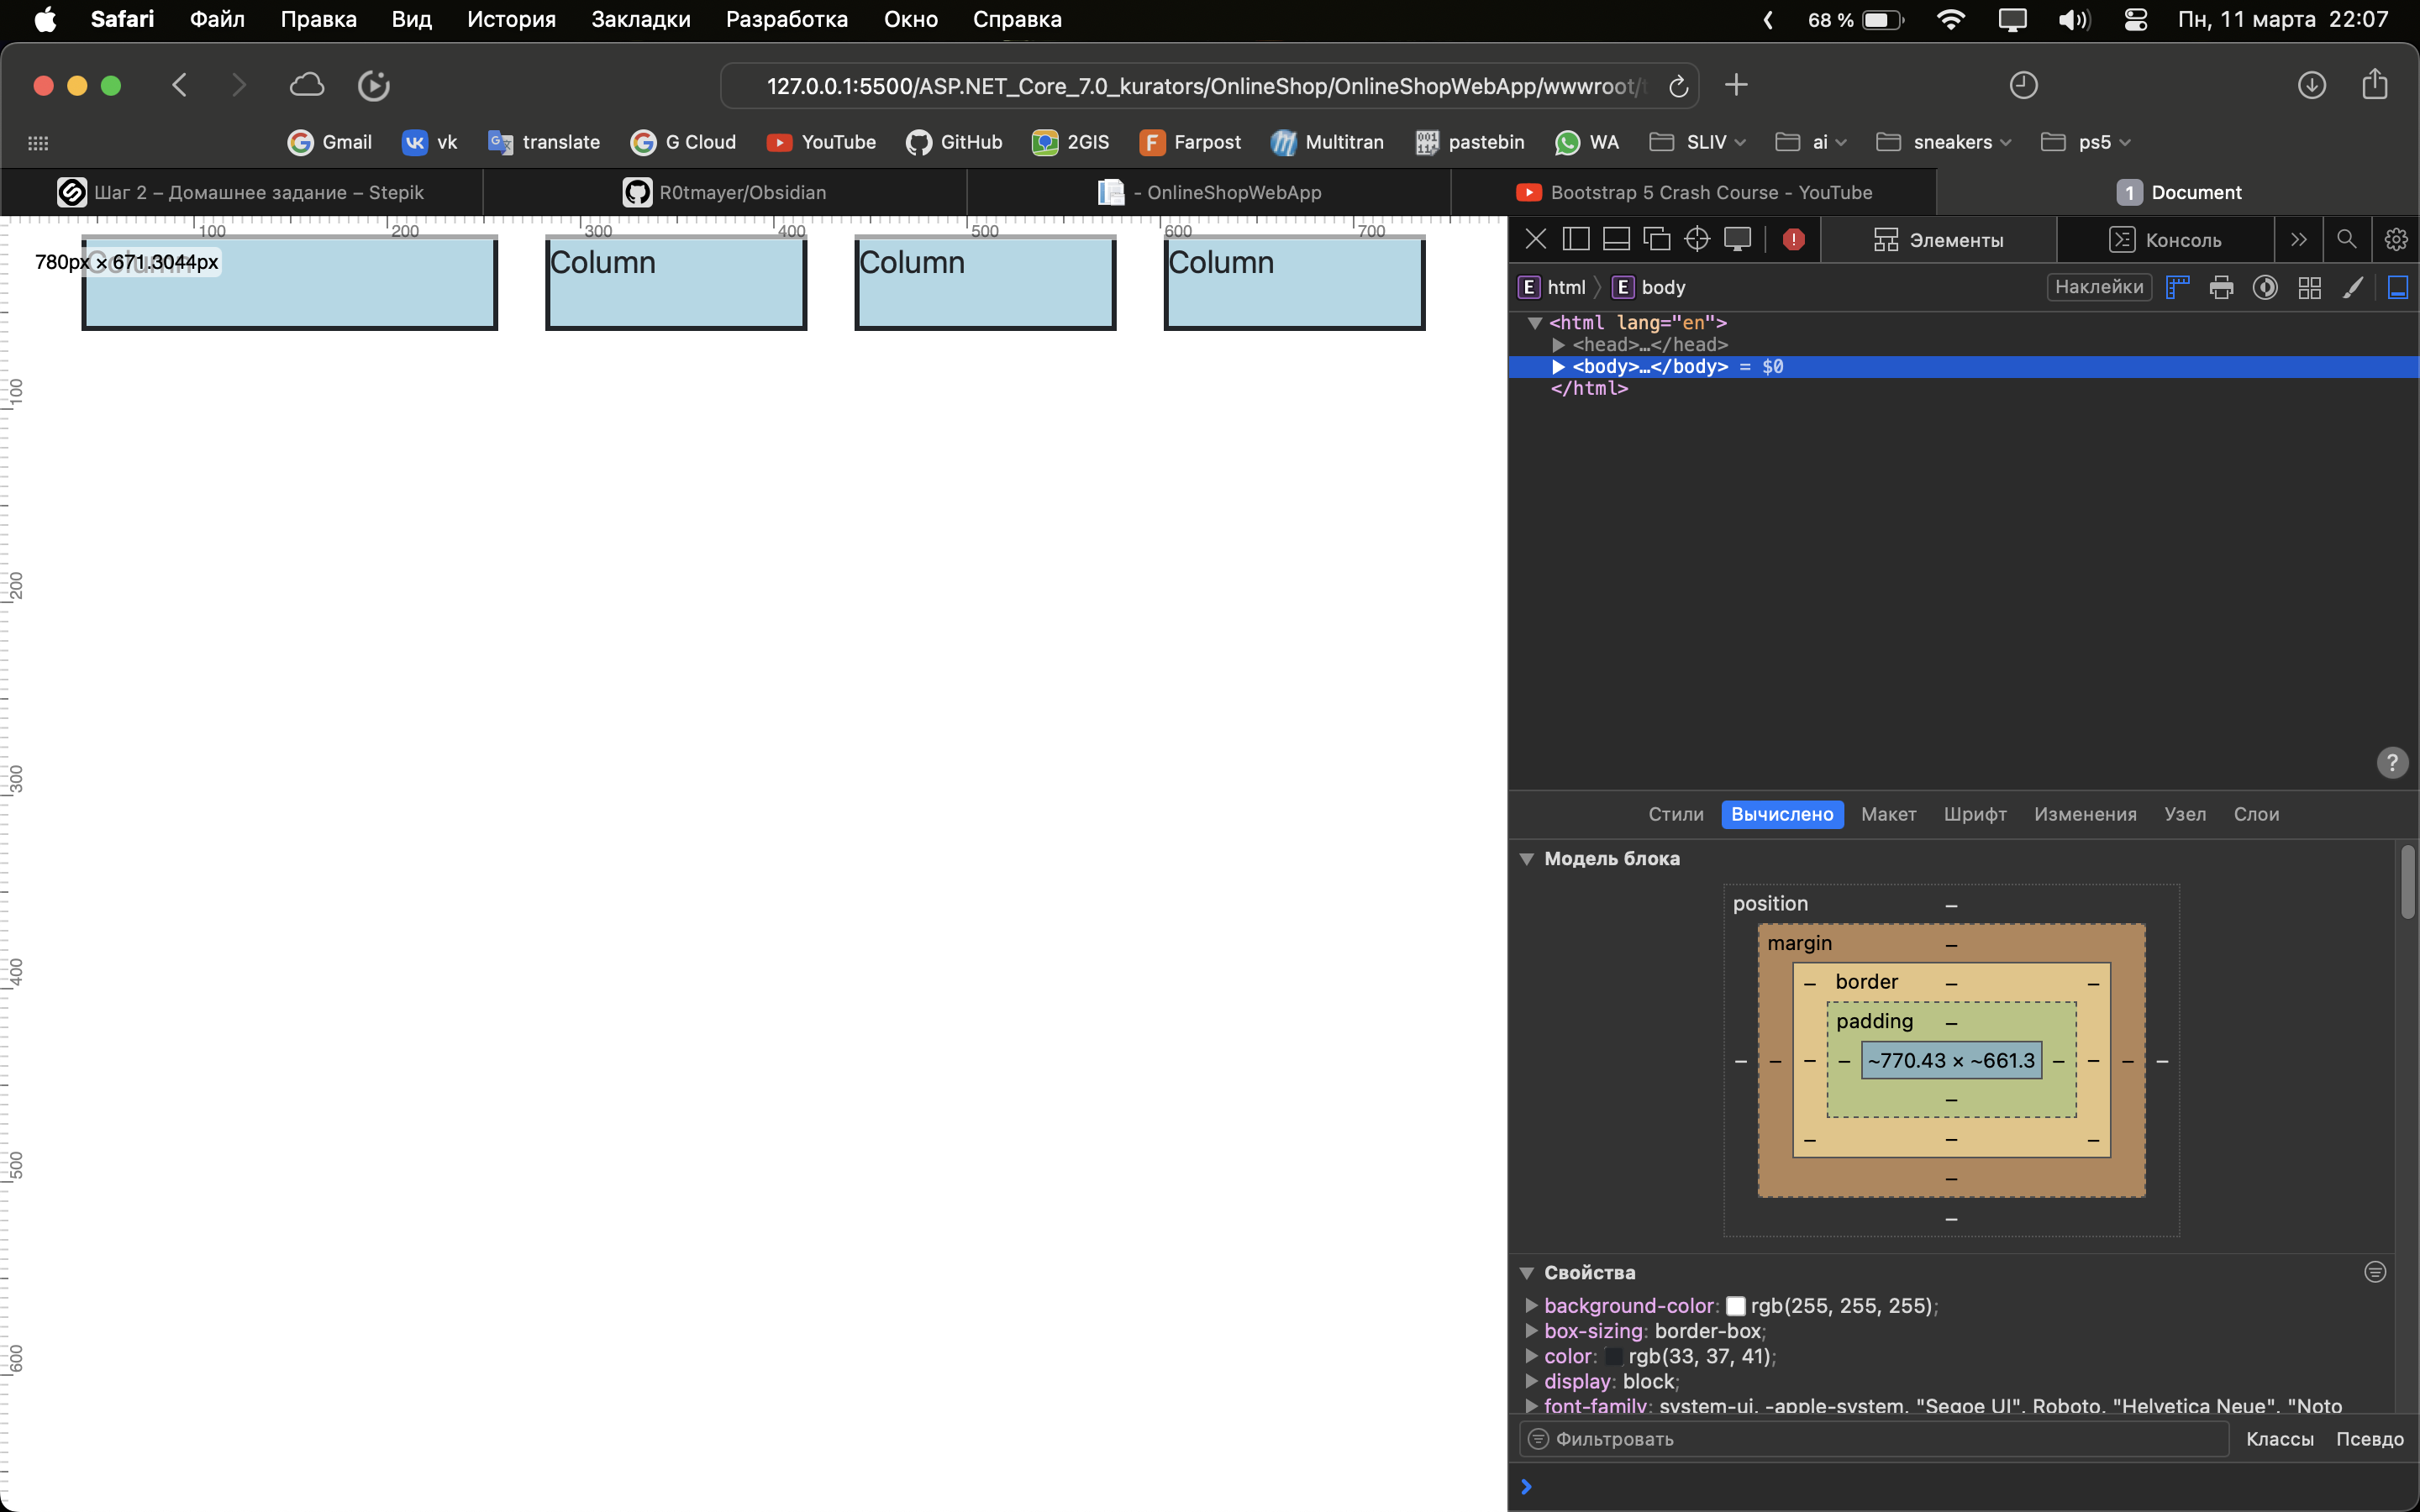 Safari Файл Правка Вид История Закладки Разработка Окно Справка 68 % Пн, 11 марта 22:07
127.0.0.1:5500/ASP.NET_Core_7.0_kurators/OnlineShop/OnlineShopWebApp/wwwroot/
Gmail vk translate G Cloud YouTube GitHub 2GIS Farpost Multitran pastebin WA SLIV ai sneakers ps5
Шаг 2 – Домашнее задание – Stepik R0tmayer/Obsidian - OnlineShopWebApp Bootstrap 5 Crash Course - YouTube 1 Document
100 200 300 400 500 600 700
780px × 671.3044px
Column Column Column Column
100
200
300
400
500
600
Элементы Консоль
E html E body Наклейки
<html lang="en">
<head>…</head>
<body>…</body> = $0
</html>
?
Стили Вычислено Макет Шрифт Изменения Узел Слои
Модель блока
position –
margin –
– border – –
padding –
– – – – ~770.43 × ~661.3 – – – –
–
– – –
–
–
Свойства
background-color: rgb(255, 255, 255);
box-sizing: border-box;
color: rgb(33, 37, 41);
display: block;
font-family: system-ui, -apple-system, "Segoe UI", Roboto, "Helvetica Neue", "Noto
Фильтровать Классы Псевдо